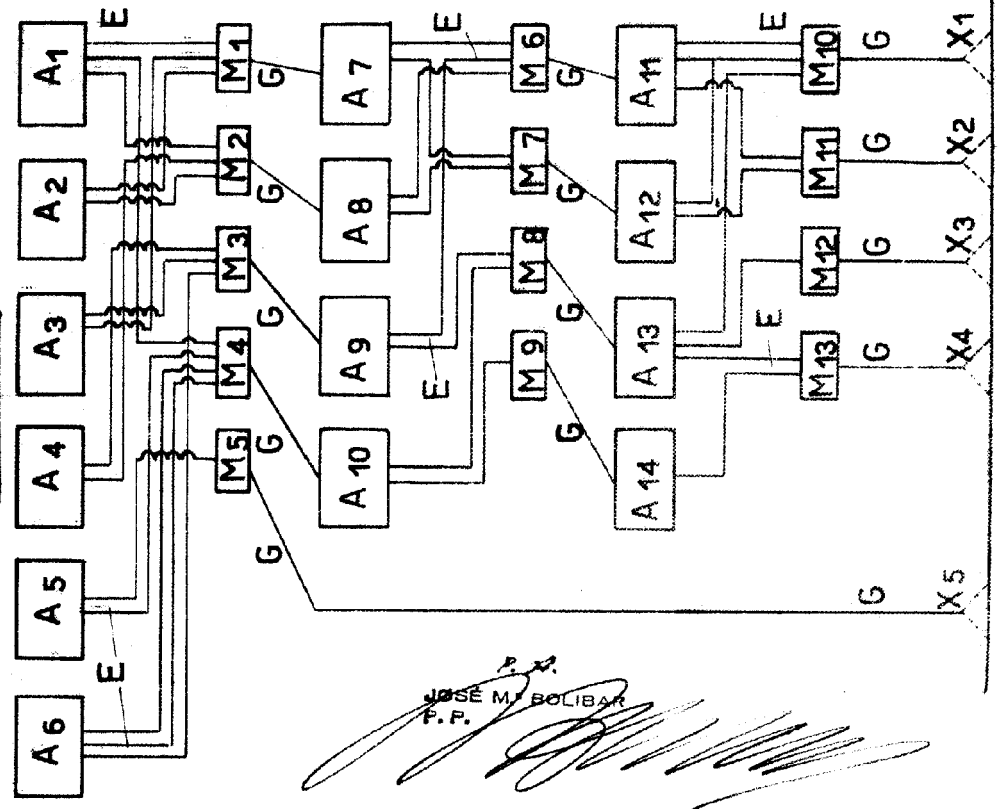 A1
E
M1
G
A7
E
M6
G
A11
E
M10
G
X1
A2
M2
G
A8
M7
G
A12
M11
G
X2
A3
M3
G
A9
E
M8
G
A13
E
M12
G
X3
A4
M4
G
A10
M9
G
A14
M13
G
X4
A5
E
M5
G
G
X5
A6
P. P.
JOSÉ M.ª BOLIBAR
P.P.